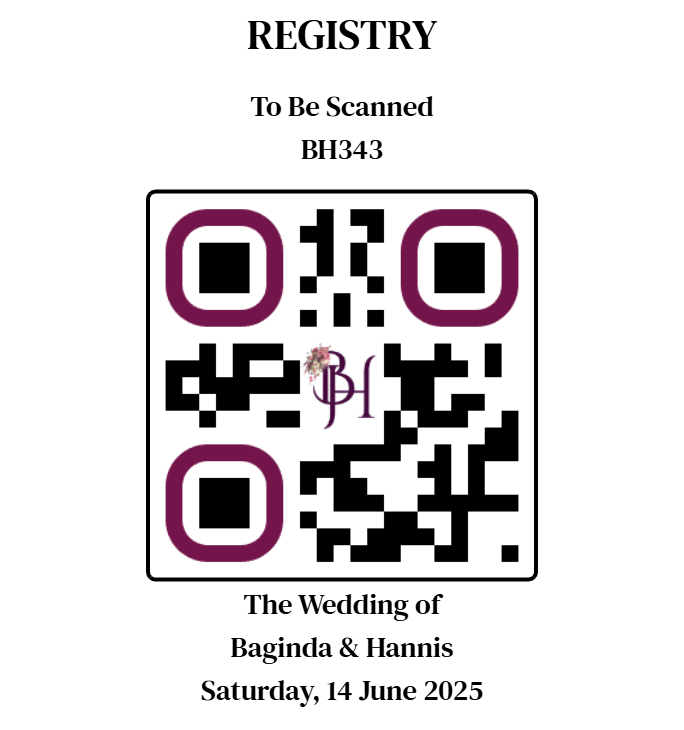 REGISTRY
To Be Scanned
BH343
BH
The Wedding of
Baginda & Hannis
Saturday, 14 June 2025